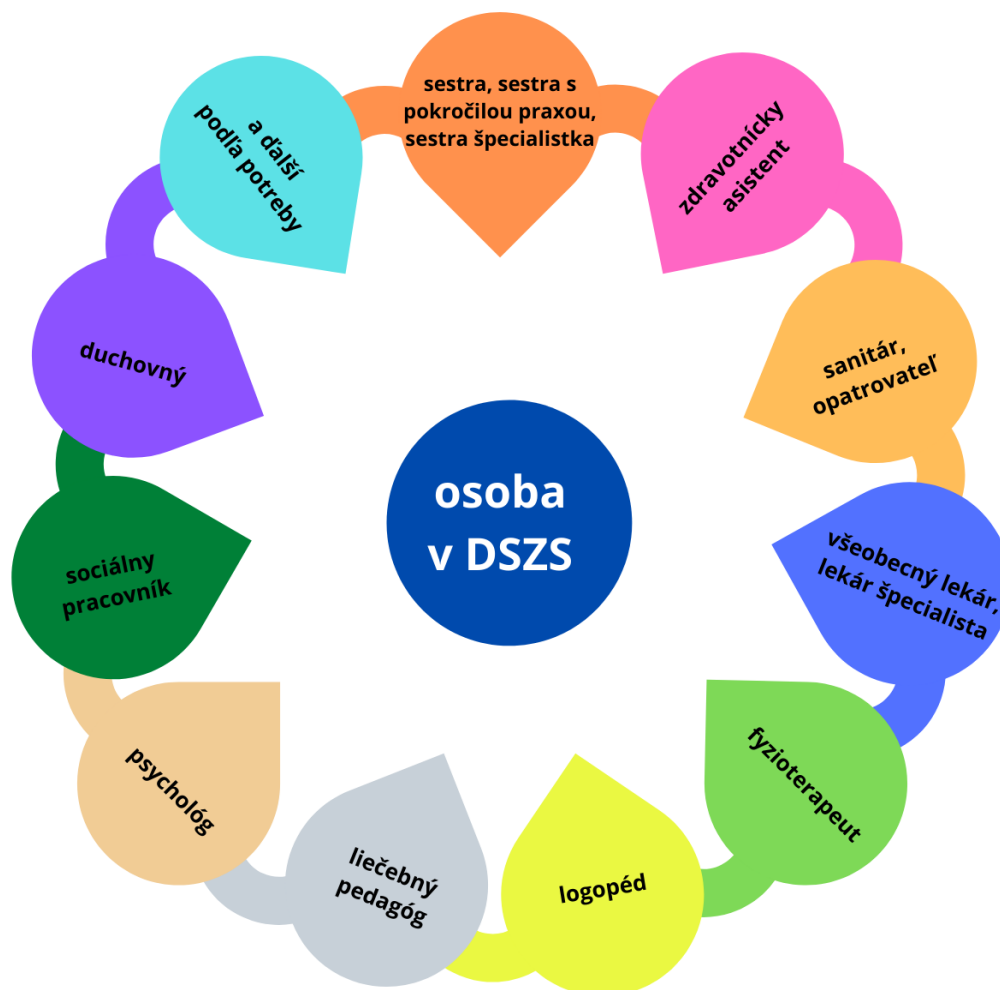 sestra, sestra s
pokročilou praxou,
sestra špecialistka
zdravotnícky
asistent
sanitár,
opatrovateľ
všeobecný lekár,
lekár špecialista
fyzioterapeut
logopéd
liečebný
pedagóg
psychológ
sociálny
pracovník
duchovný
a ďalší
podľa potreby
osoba
v DSZS